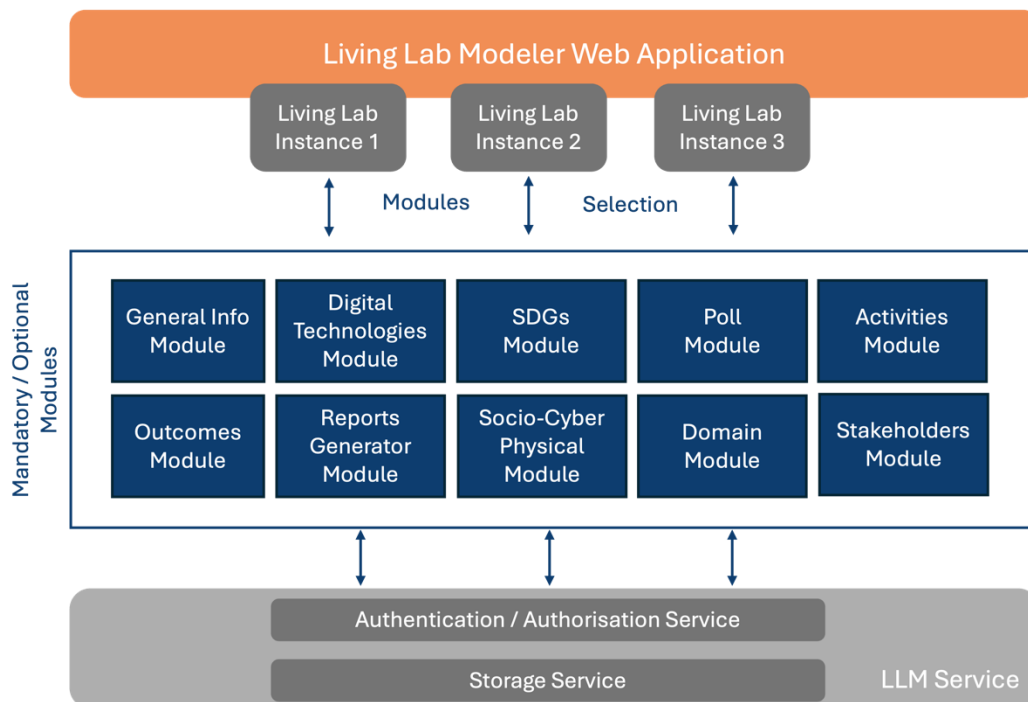 Living Lab Modeler Web Application
Living Lab
Instance 1
Living Lab
Instance 2
Living Lab
Instance 3
Modules
Selection
Mandatory / Optional
Modules
General Info
Module
Digital
Technologies
Module
SDGs
Module
Poll
Module
Activities
Module
Outcomes
Module
Reports
Generator
Module
Socio-Cyber
Physical
Module
Domain
Module
Stakeholders
Module
Authentication / Authorisation Service
Storage Service
LLM Service